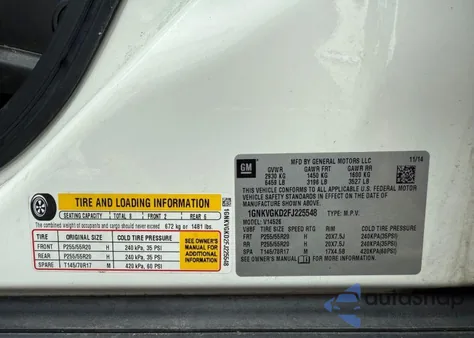 TIRE AND LOADING INFORMATION
SEATING CAPACITY TOTAL 8 FRONT 2 REAR 6
The combined weight of occupants and cargo should never exceed 672 kg or 1481 lbs.
TIRE ORIGINAL SIZE COLD TIRE PRESSURE
FRONT P255/55R20 H 240 kPa, 35 PSI
REAR P255/55R20 H 240 kPa, 35 PSI
SPARE T145/70R17 M 420 kPa, 60 PSI
SEE OWNER'S MANUAL FOR ADDITIONAL INFORMATION
1GNKVGKD2FJ225548
GM
MFD BY GENERAL MOTORS LLC
11/14
GVWR GAWR FRT GAWR RR
2930 KG 1450 KG 1600 KG
6459 LB 3196 LB 3527 LB
THIS VEHICLE CONFORMS TO ALL APPLICABLE U.S. FEDERAL MOTOR
VEHICLE SAFETY, BUMPER, AND THEFT PREVENTION STANDARDS IN
EFFECT ON THE DATE OF MANUFACTURE SHOWN ABOVE.
1GNKVGKD2FJ225548 TYPE: M.P.V.
MODEL: V14526
TIRE SIZE SPEED RTG RIM COLD TIRE PRESSURE
FRT P255/55R20 H 20X7.5J 240KPA(35PSI)
RR P255/55R20 H 20X7.5J 240KPA(35PSI)
SPA T145/70R17 M 17X4.5B 420KPA(60PSI)
SEE OWNER'S MANUAL FOR MORE INFORMATION
autosnap